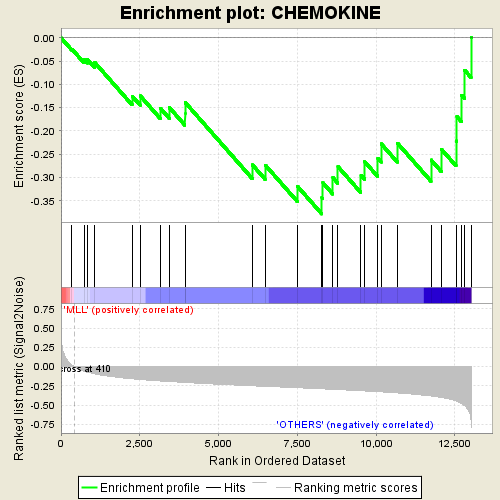 Enrichment plot: CHEMOKINE
Enrichment score (ES)
0.00
-0.05
-0.10
-0.15
-0.20
-0.25
-0.30
-0.35
'MLL' (positively correlated)
Ranked list metric (Signal2Noise)
0.75
0.50
0.25
0.00
-0.25
-0.50
-0.75
ross at 410
'OTHERS' (negatively correlated)
0
2,500
5,000
7,500
10,000
12,500
Rank in Ordered Dataset
Enrichment profile
Hits
Ranking metric scores